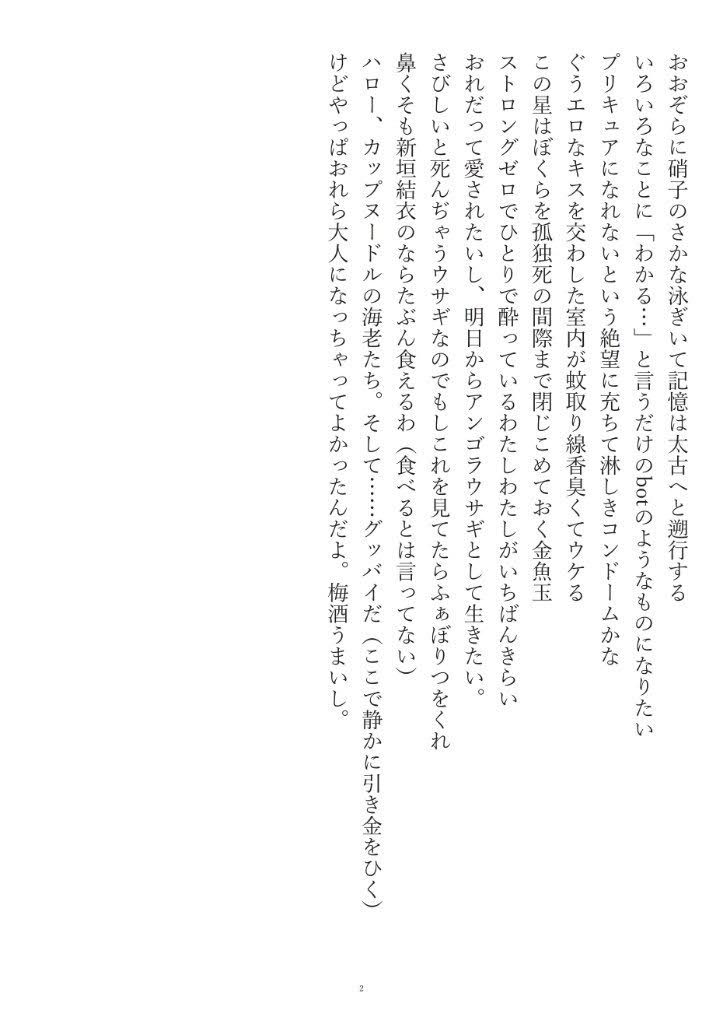 おおぞらに硝子のさかな泳ぎいて記憶は太古へと遡行する
いろいろなことに「わかる…」と言うだけのbotのようなものになりたい
プリキュアになれないという絶望に充ちて淋しきコンドームかな
ぐうエロなキスを交わした室内が蚊取り線香臭くてウケる
この星はぼくらを孤独死の間際まで閉じこめておく金魚玉
ストロングゼロでひとりで酔っているわたしわたしがいちばんきらい
おれだって愛されたいし、明日からアンゴラウサギとして生きたい。
さびしいと死んぢゃうウサギなのでもしこれを見てたらふぁぼりつをくれ
鼻くそも新垣結衣のならたぶん食えるわ（食べるとは言ってない）
ハロー、カップヌードルの海老たち。そして……グッバイだ（ここで静かに引き金をひく）
けどやっぱおれら大人になっちゃってよかったんだよ。梅酒うまいし。
2